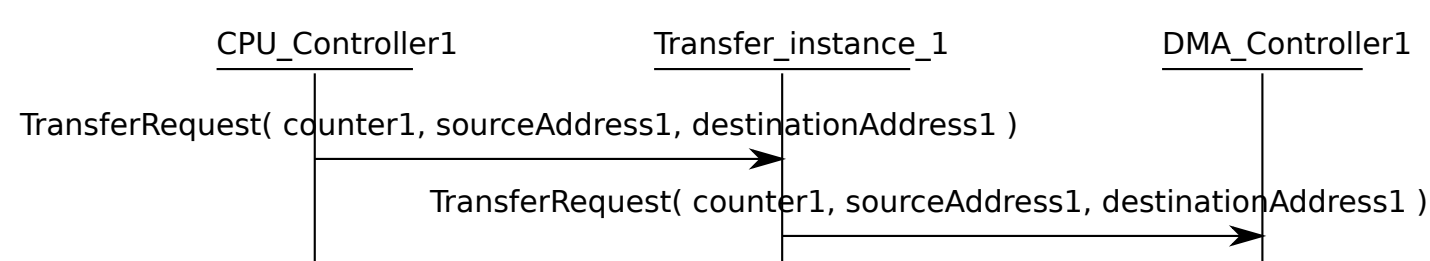 CPU_Controller1 Transfer_instance_1 DMA_Controller1
TransferRequest( counter1, sourceAddress1, destinationAddress1 )
TransferRequest( counter1, sourceAddress1, destinationAddress1 )